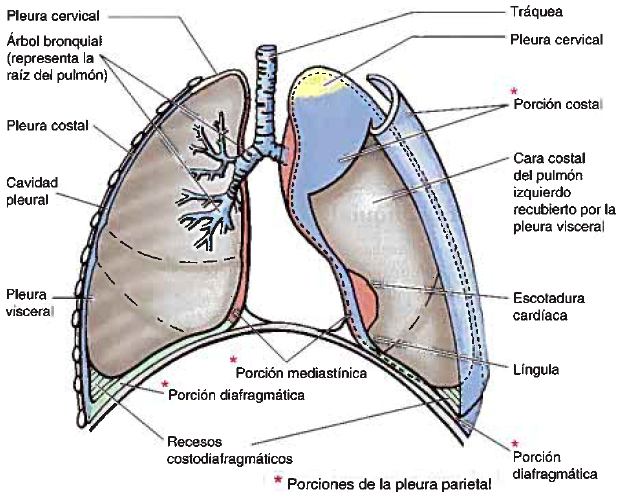 Pleura cervical
Árbol bronquial
(representa la
raíz del pulmón)
Pleura costal
Cavidad
pleural
Pleura
visceral
Tráquea
Pleura cervical
* Porción costal
Cara costal
del pulmón
izquierdo
recubierto por la
pleura visceral
Escotadura
cardíaca
Língula
* Porción mediastínica
* Porción diafragmática
Recesos
costodiafragmáticos
* Porción
diafragmática
* Porciones de la pleura parietal